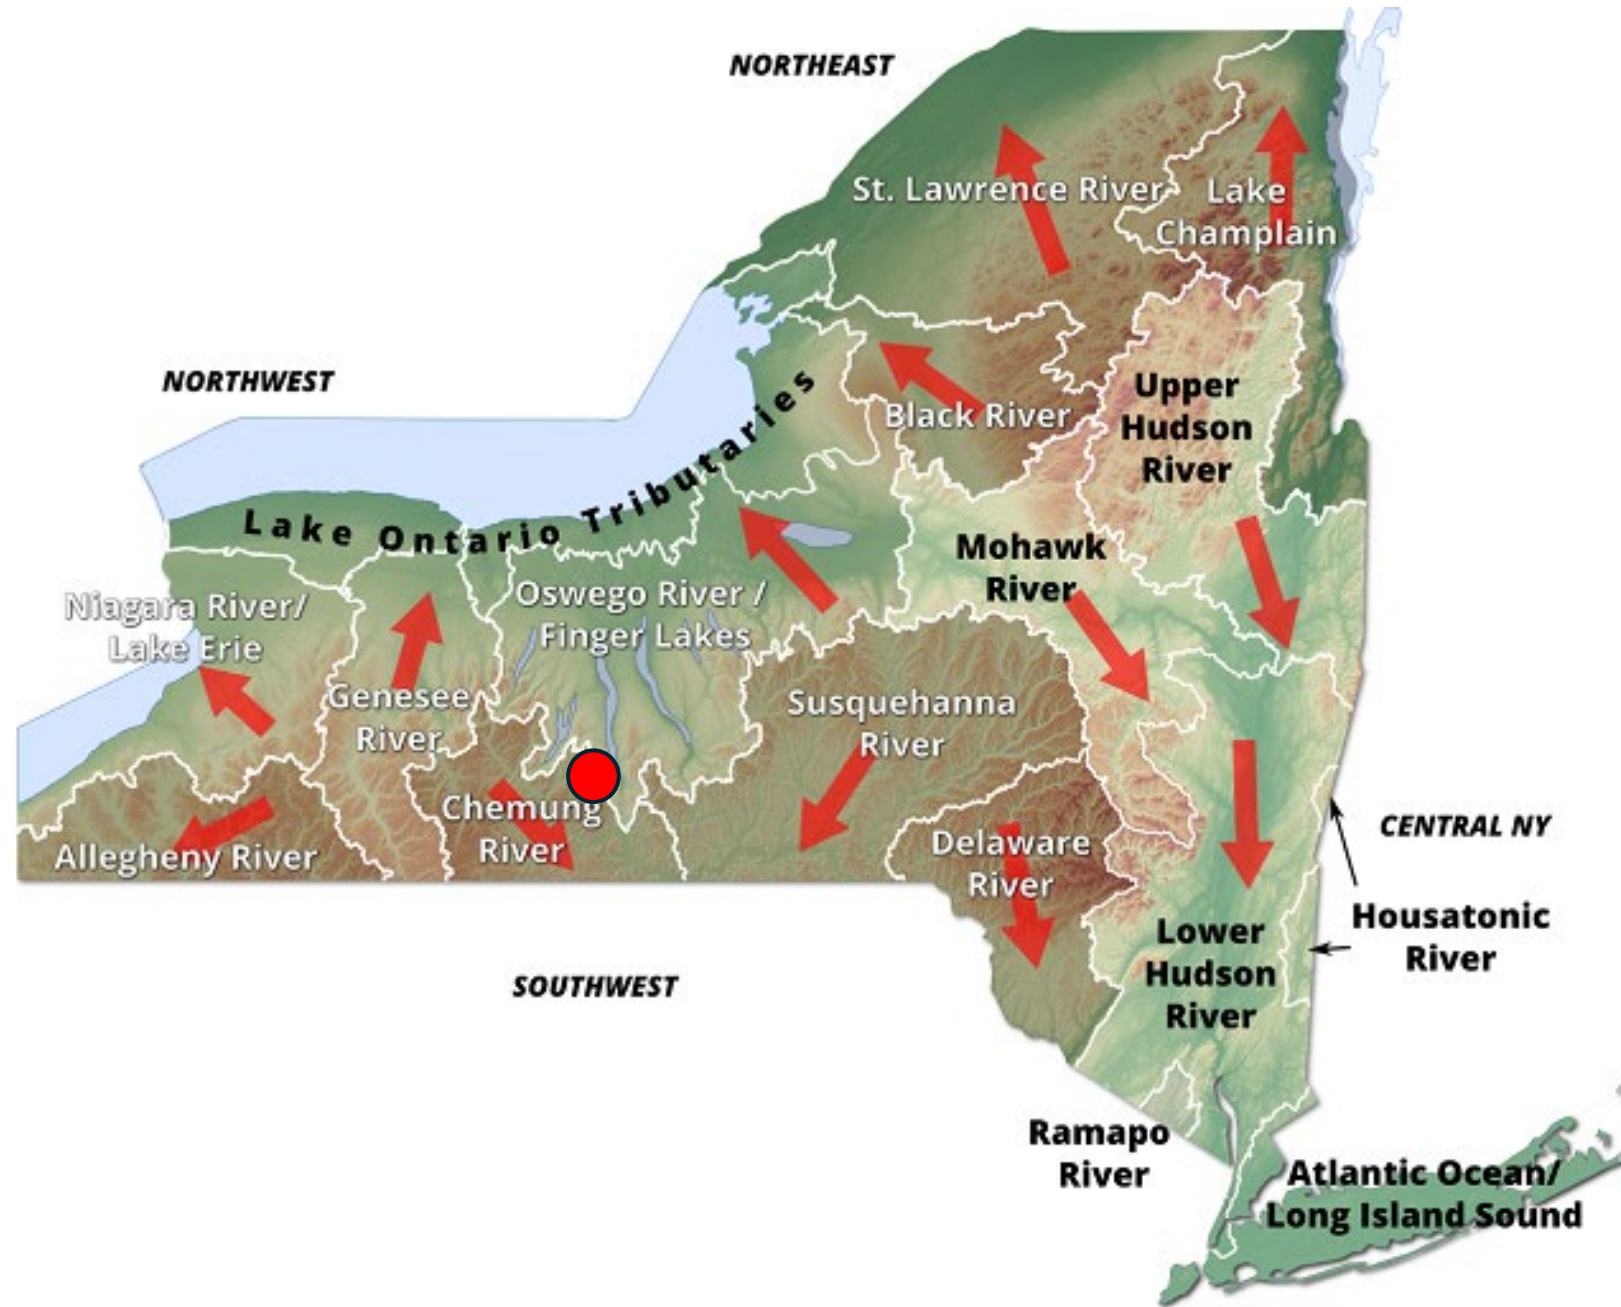 NORTHEAST
St. Lawrence River
Lake
Champlain
NORTHWEST
Lake Ontario Tributaries
Black River
Upper
Hudson
River
Mohawk
River
Niagara River/
Lake Erie
Oswego River /
Finger Lakes
Genesee
River
Susquehanna
River
Chemung
River
Allegheny River
Delaware
River
CENTRAL NY
Housatonic
River
Lower
Hudson
River
SOUTHWEST
Ramapo
River
Atlantic Ocean/
Long Island Sound